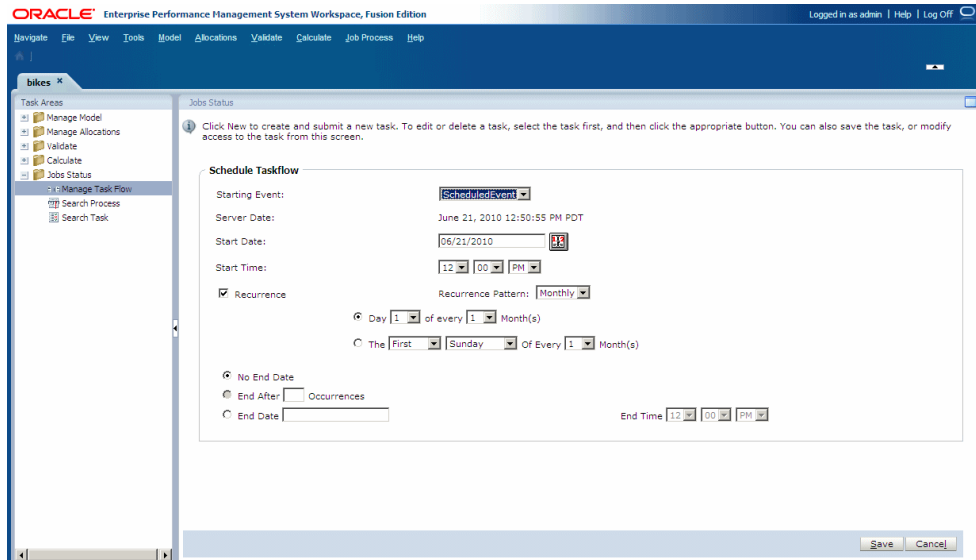 ORACLE® Enterprise Performance Management System Workspace, Fusion Edition
Logged in as admin | Help | Log Off
Navigate File View Tools Model Allocations Validate Calculate Job Process Help
bikes
Task Areas
Manage Model
Manage Allocations
Validate
Calculate
Jobs Status
Manage Task Flow
Search Process
Search Task
Jobs Status
Click New to create and submit a new task. To edit or delete a task, select the task first, and then click the appropriate button. You can also save the task, or modify
access to the task from this screen.
Schedule Taskflow
Starting Event: ScheduledEvent
Server Date: June 21, 2010 12:50:55 PM PDT
Start Date: 06/21/2010
Start Time: 12 00 PM
Recurrence Recurrence Pattern: Monthly
Day 1 of every 1 Month(s)
The First Sunday Of Every 1 Month(s)
No End Date
End After Occurrences
End Date End Time 12 00 PM
Save Cancel